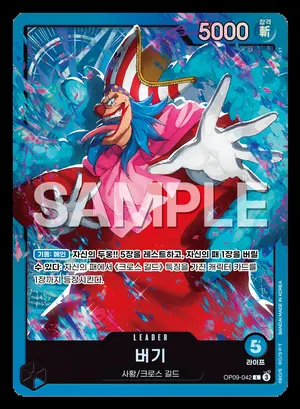 참격
5000 斬
SAMPLE
기동: 메인 자신의 두웅!! 5장을 레스트하고, 자신의 패 1장을 버릴
수 있다: 자신의 패에서 《크로스 길드》 특징을 가진 캐릭터 카드를
1장까지 등장시킨다.
LEADER
버기
사황/크로스 길드
5
라이프
OP09-042 L